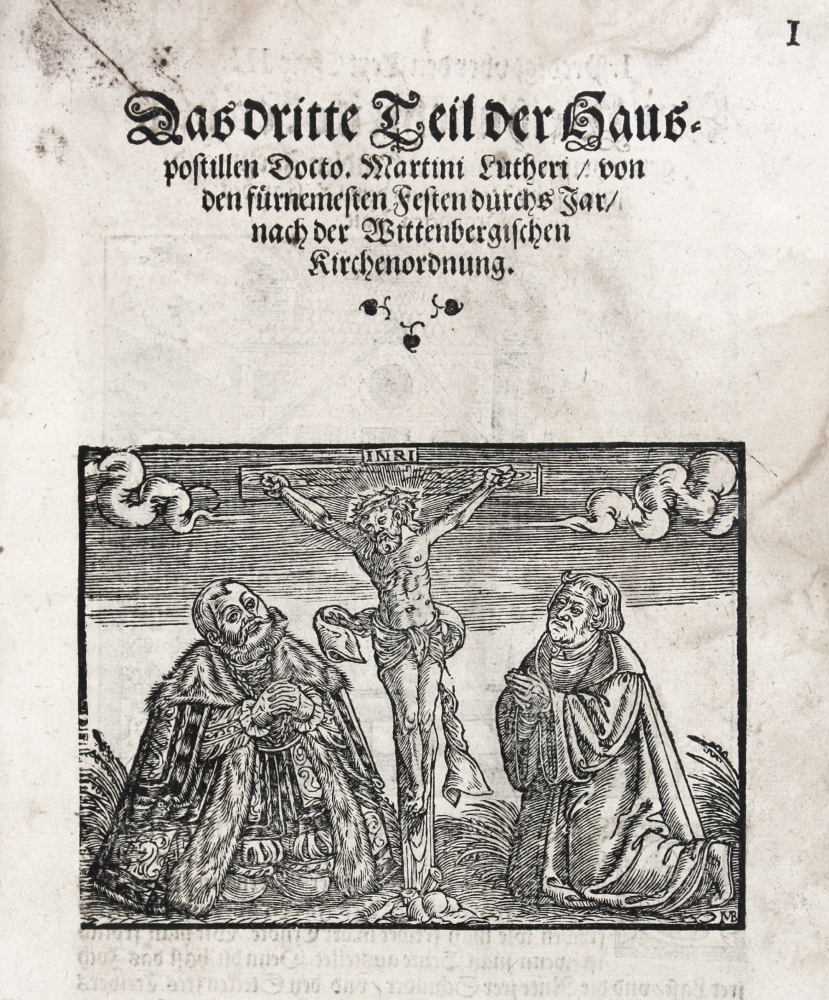 I
Das dritte Teil der Haus-
postillen Docto. Martini Lutheri / von
den fürnemesten Festen durchs Jar /
nach der Wittenbergischen
Kirchenordnung.
INRI